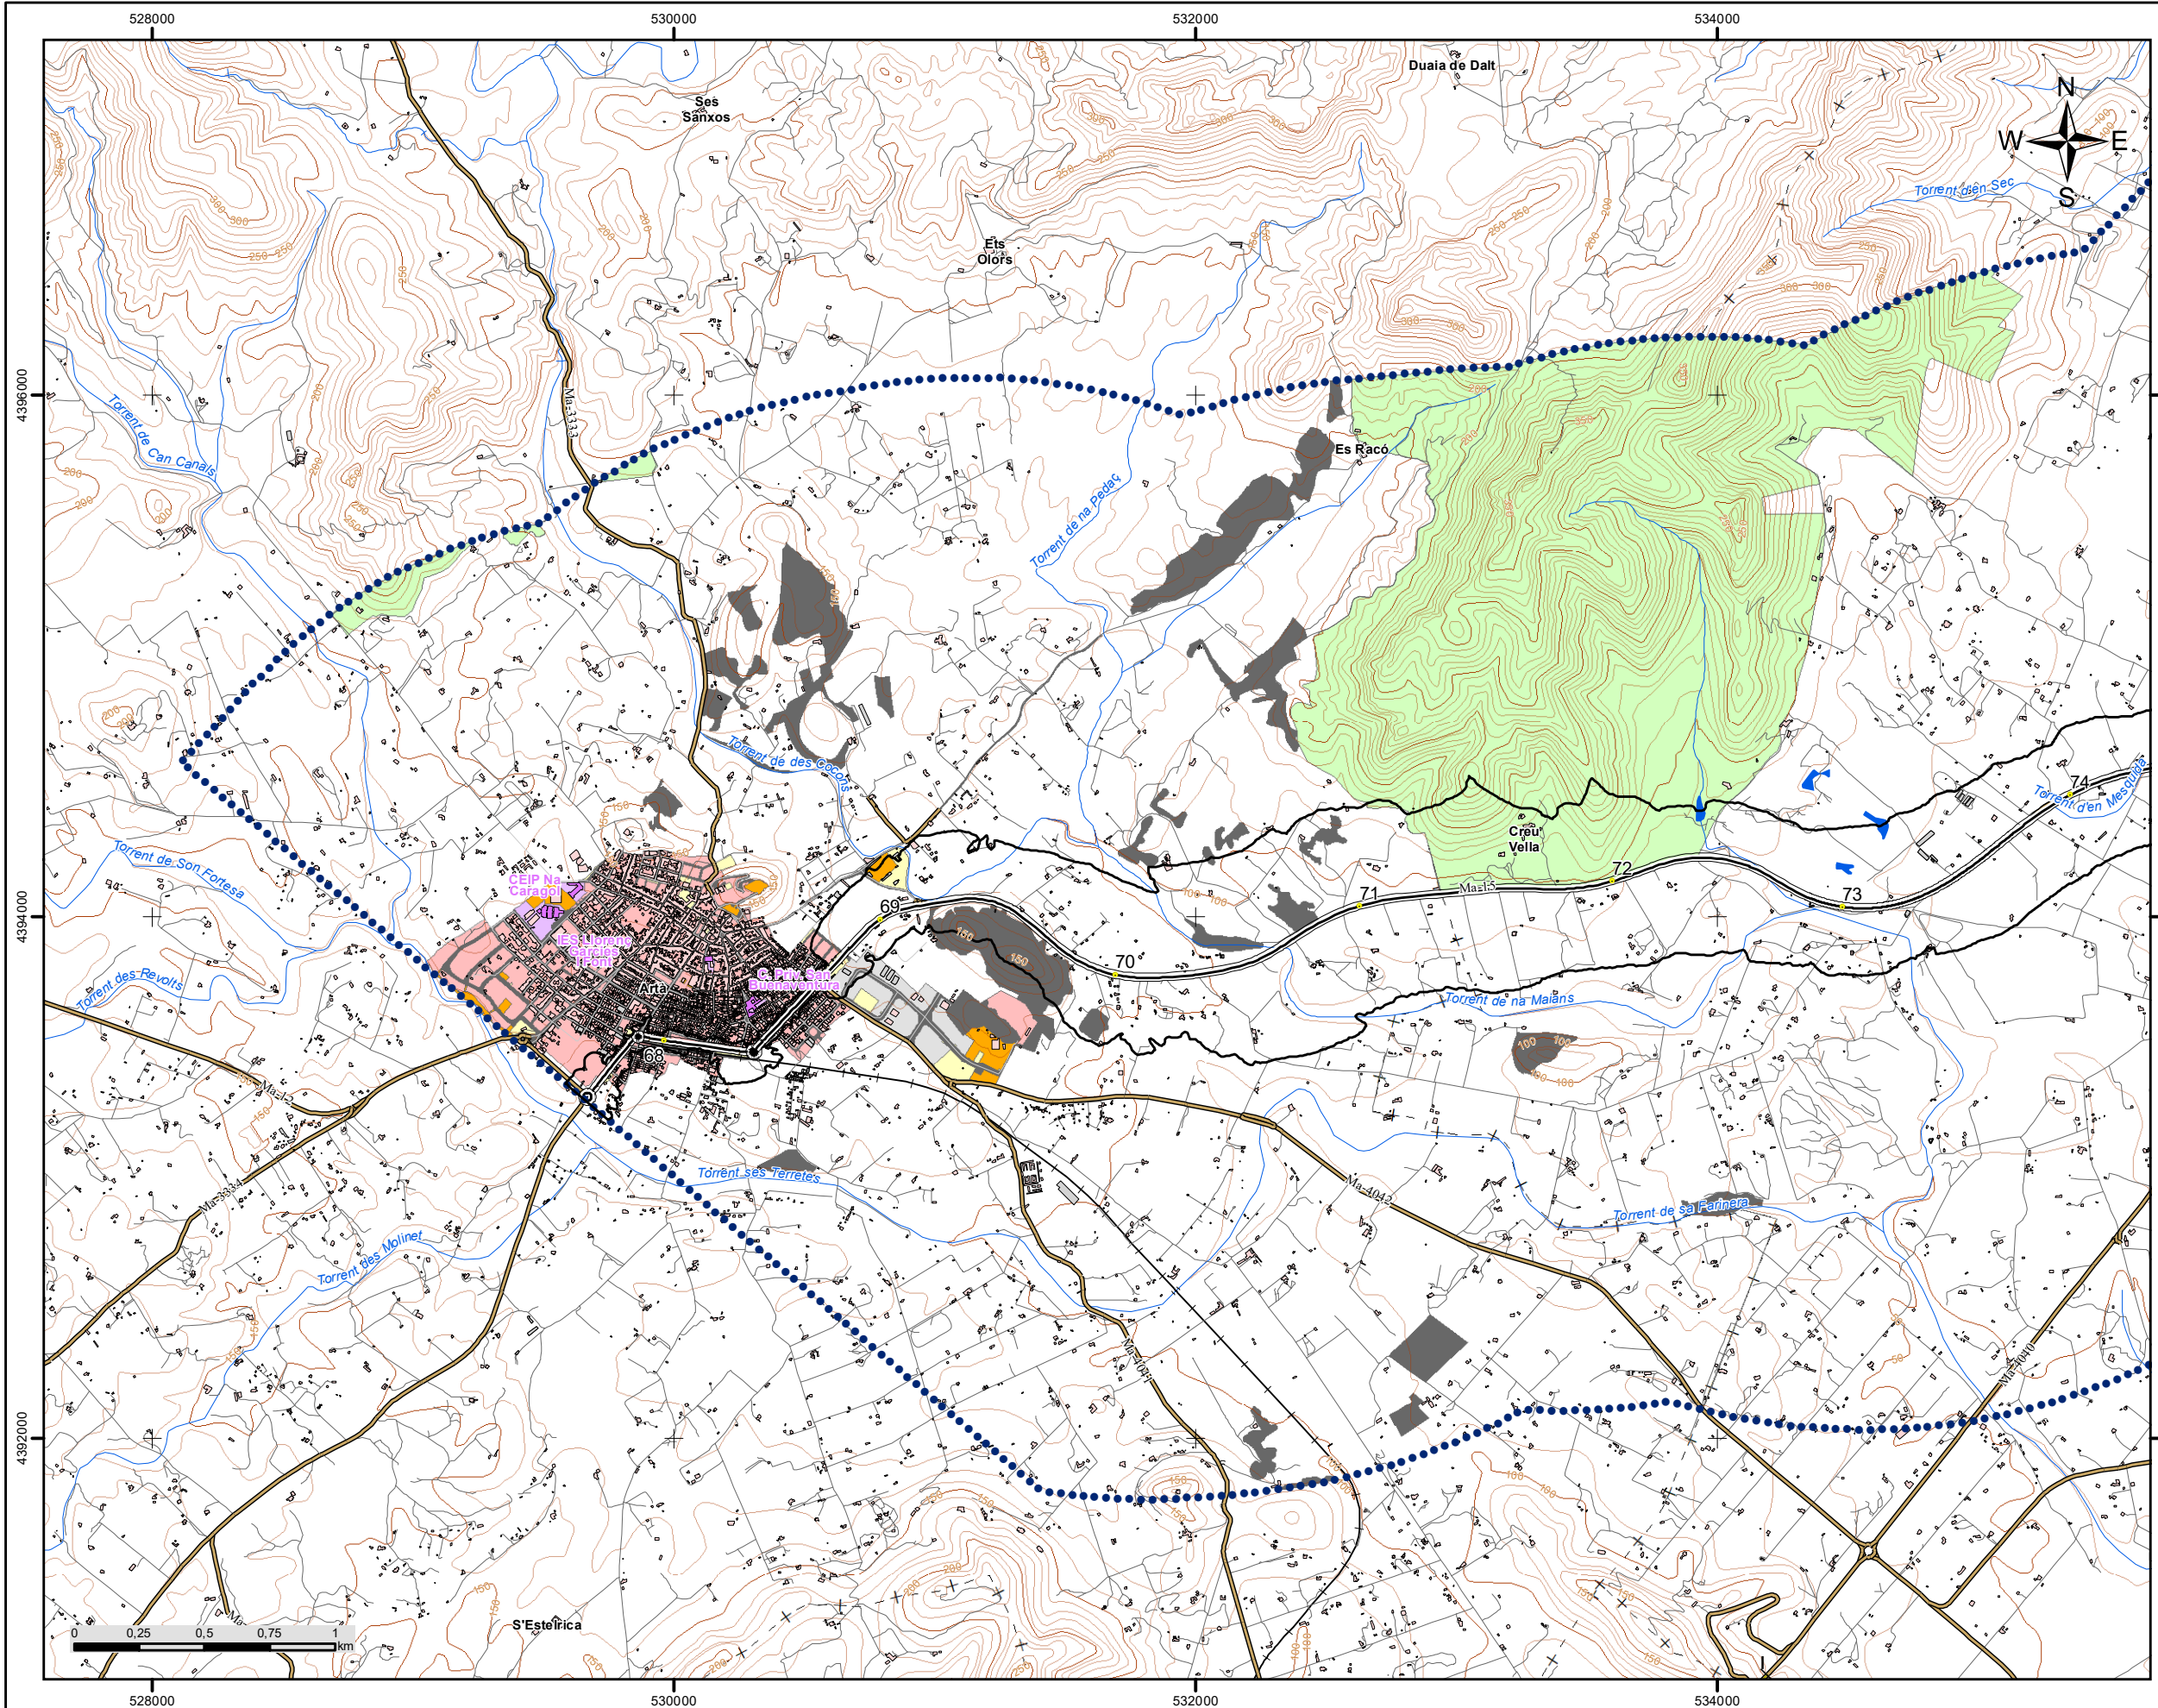 528000
530000
532000
534000
Duaia de Dalt
Ses
Sanxos
N
W
E
S
Torrent d'en Sec
Ets
Olors
4396000
Ma-3333
Torrent de
Can Canals
Es Racó
Torrent de na Pedaç
Torrent de des Cocons
74
Torrent d'en Mesquida
Creu
Vella
Torrent de Son Fortesa
CEIP Na
Caragol
72
71
Ma-15
73
69
4394000
IES Llorenç
Garcies
i Font
C. Priv. San
Buenaventura
70
Torrent des Revolts
Artà
Torrent de na Maians
68
Ma-12
Torrent ses Terretes
Ma-4042
Ma-3334
Torrent de sa Farinera
Torrent des Molinet
Ma-4040
4392000
S'Estelrica
0
0,25
0,5
0,75
1
km
528000
530000
532000
534000